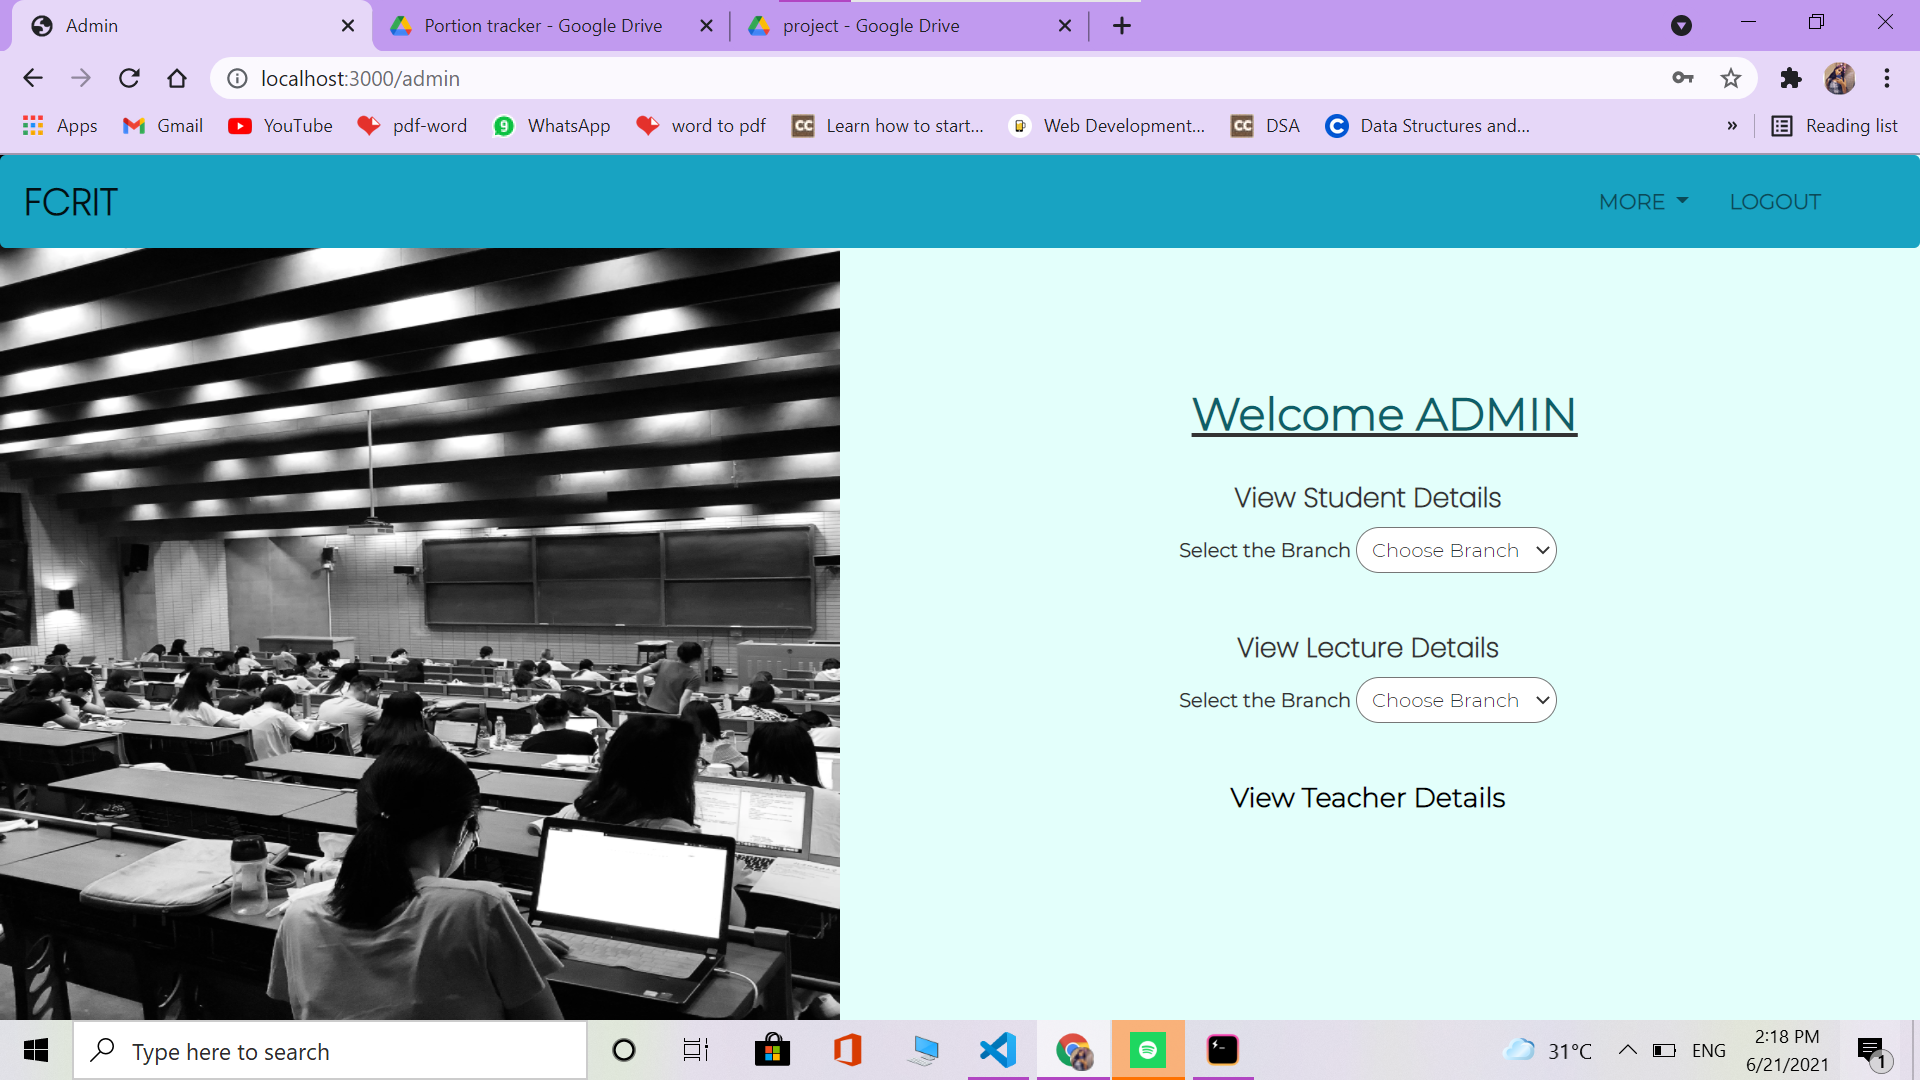 Admin
Portion tracker - Google Drive
project - Google Drive
localhost:3000/admin
Apps
Gmail
YouTube
pdf-word
9
WhatsApp
word to pdf
CC
Learn how to start...
Web Development...
CC
DSA
C
Data Structures and...
»
Reading list
FCRIT
MORE
LOGOUT
Welcome ADMIN
View Student Details
Select the Branch Choose Branch
View Lecture Details
Select the Branch Choose Branch
View Teacher Details
Type here to search
31°C
ENG
2:18 PM
6/21/2021
1